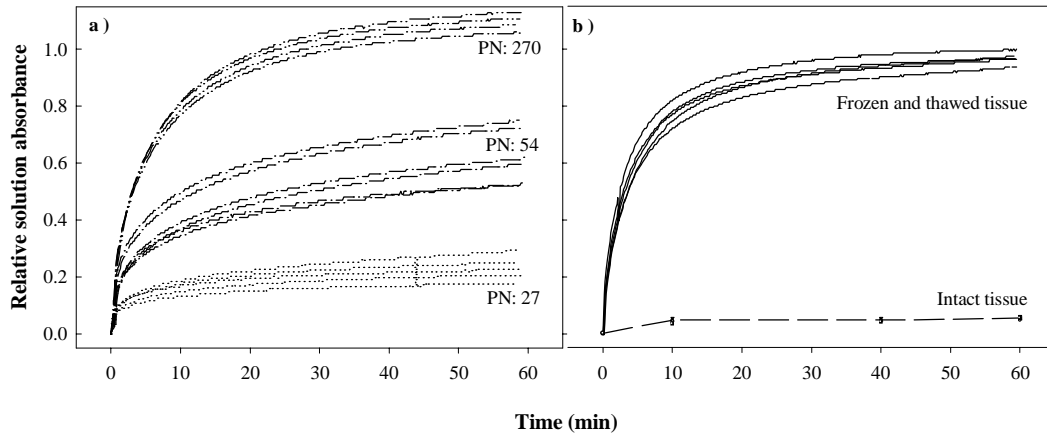 a )
b )
1.0
0.8
0.6
0.4
0.2
0.0
Relative solution absorbance
PN: 270
PN: 54
PN: 27
Frozen and thawed tissue
Intact tissue
0 10 20 30 40 50 60
0 10 20 30 40 50 60
Time (min)